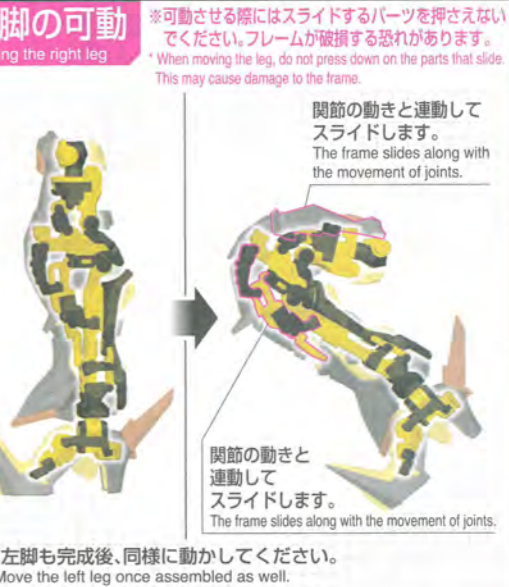 脚の可動
ng the right leg
※可動させる際にはスライドするパーツを押さえない
でください。フレームが破損する恐れがあります。
* When moving the leg, do not press down on the parts that slide.
This may cause damage to the frame.
関節の動きと連動して
スライドします。
The frame slides along with
the movement of joints.
関節の動きと
連動して
スライドします。
The frame slides along with the movement of joints.
左脚も完成後、同様に動かしてください。
Move the left leg once assembled as well.